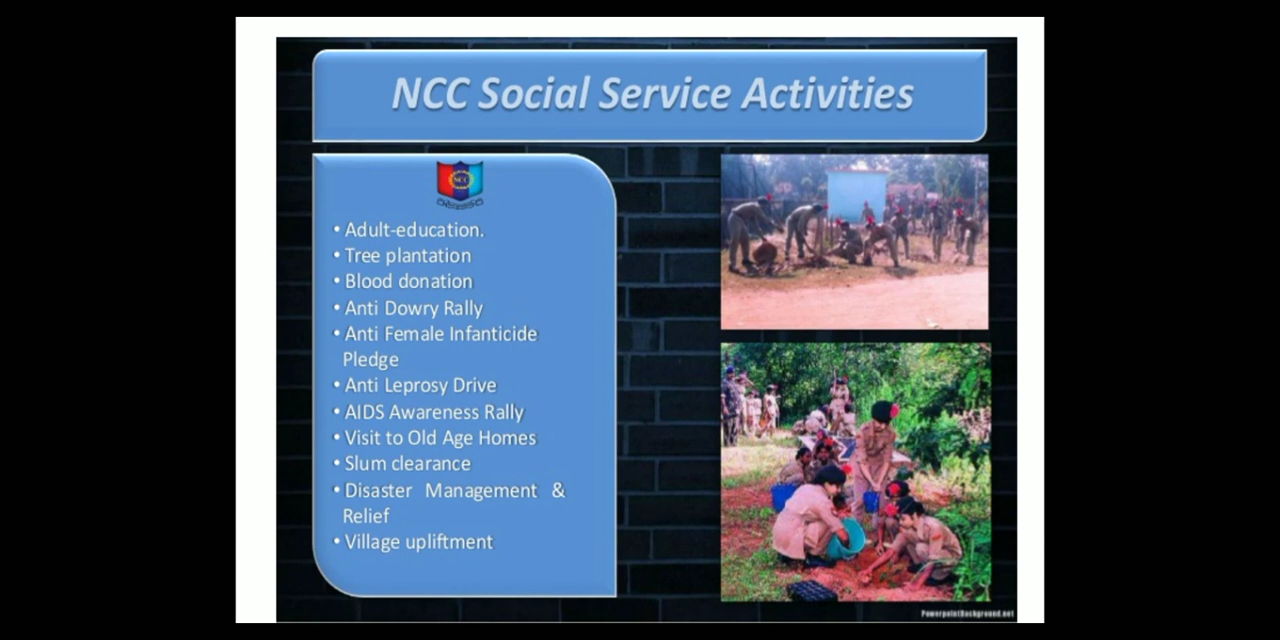 NCC Social Service Activities
NCC
• Adult-education.
• Tree plantation
• Blood donation
• Anti Dowry Rally
• Anti Female Infanticide
Pledge
• Anti Leprosy Drive
• AIDS Awareness Rally
• Visit to Old Age Homes
• Slum clearance
• Disaster Management &
Relief
• Village upliftment
PowerpointBackground.net